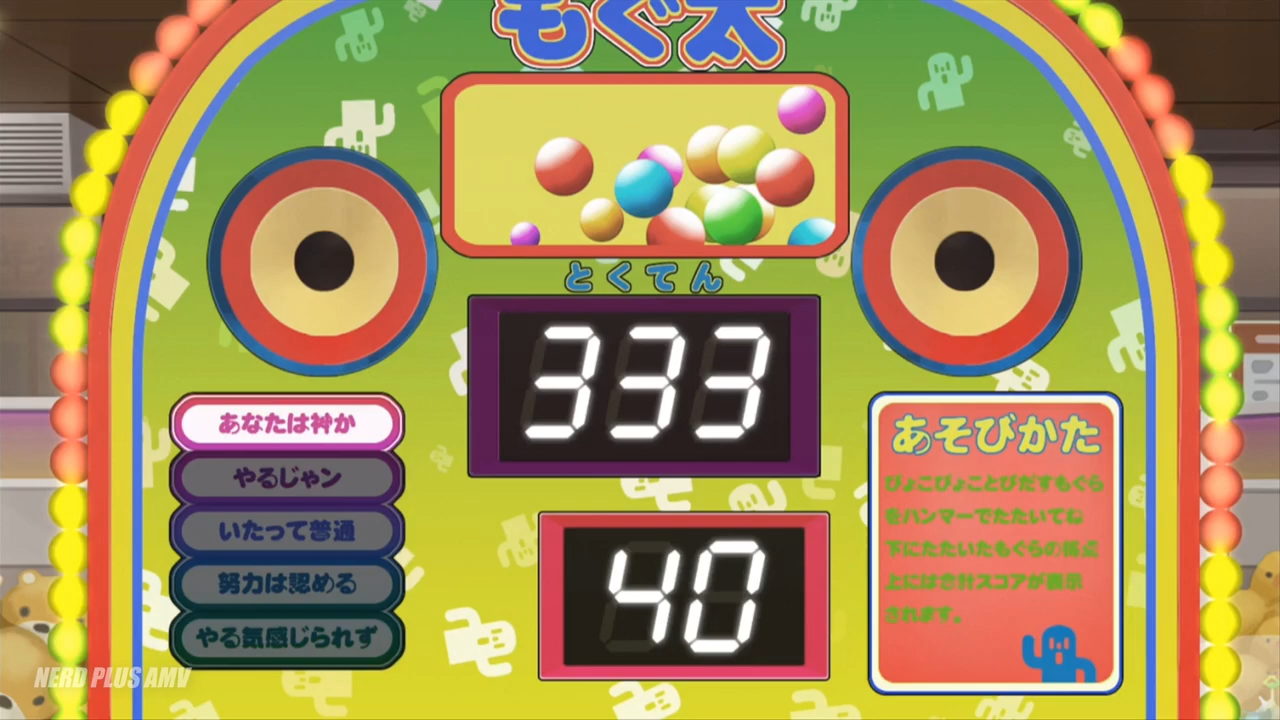 もぐ太
とくてん
333
40
あなたは神か
やるじゃン
いたって普通
努力は認める
やる気感じられず
あそびかた
ぴょこぴょことびだすもぐら
をハンマーでたたいてね
下にはたたいたもぐらの得点
上には合計スコアが表示
されます。
NERD PLUS AMV